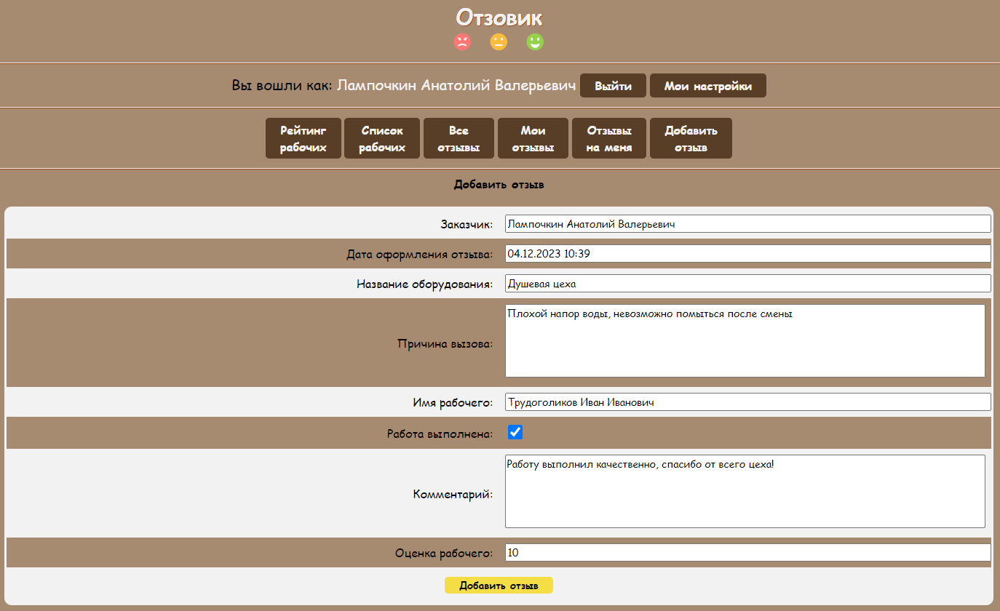 Отзовик
Вы вошли как: Лампочкин Анатолий Валерьевич Выйти Мои настройки
Рейтинг рабочих Список рабочих Все отзывы Мои отзывы Отзывы на меня Добавить отзыв
Добавить отзыв
Заказчик: Лампочкин Анатолий Валерьевич
Дата оформления отзыва: 04.12.2023 10:39
Название оборудования: Душевая цеха
Причина вызова: Плохой напор воды, невозможно помыться после смены
Имя рабочего: Трудоголиков Иван Иванович
Работа выполнена:
Комментарий: Работу выполнил качественно, спасибо от всего цеха!
Оценка рабочего: 10
Добавить отзыв